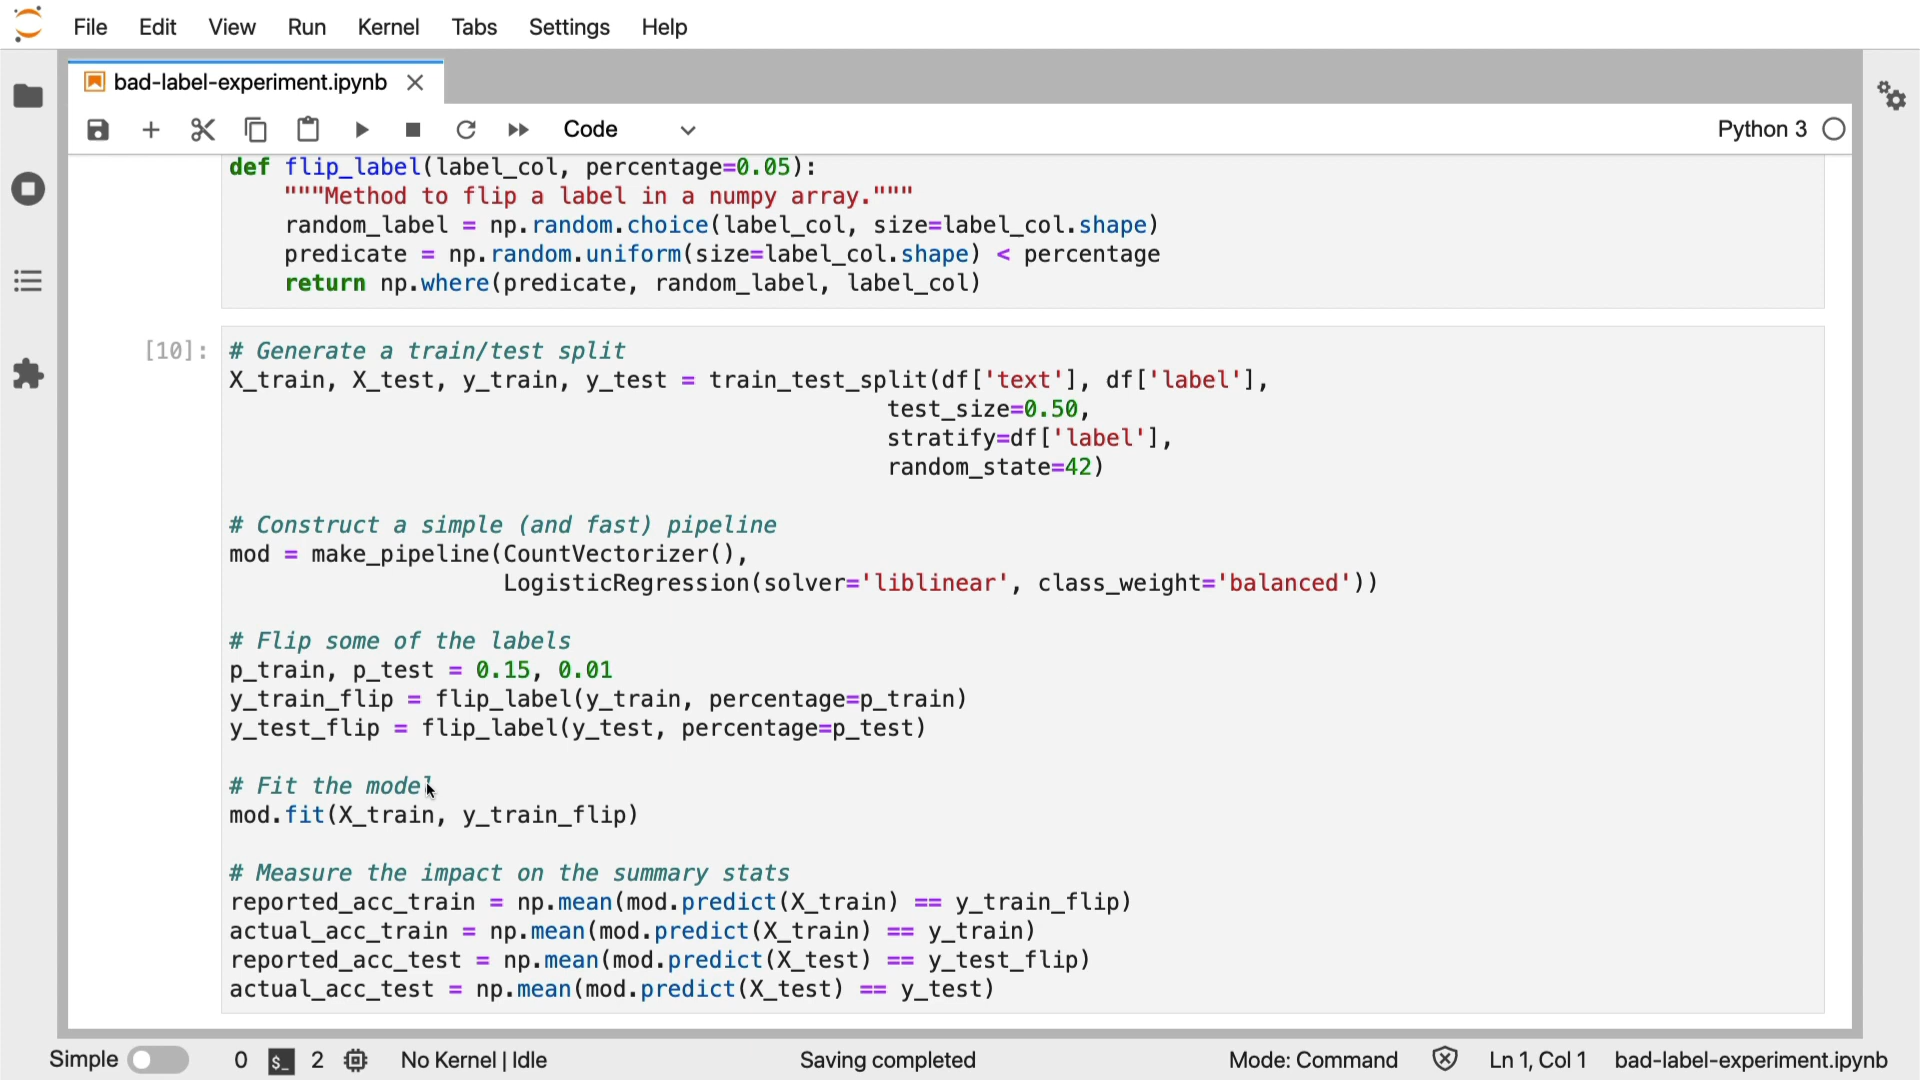 File Edit View Run Kernel Tabs Settings Help
bad-label-experiment.ipynb
Code Python 3
def flip_label(label_col, percentage=0.05):
    """Method to flip a label in a numpy array."""
    random_label = np.random.choice(label_col, size=label_col.shape)
    predicate = np.random.uniform(size=label_col.shape) < percentage
    return np.where(predicate, random_label, label_col)
[10]: # Generate a train/test split
X_train, X_test, y_train, y_test = train_test_split(df['text'], df['label'],
                                                test_size=0.50,
                                                stratify=df['label'],
                                                random_state=42)
# Construct a simple (and fast) pipeline
mod = make_pipeline(CountVectorizer(),
                    LogisticRegression(solver='liblinear', class_weight='balanced'))
# Flip some of the labels
p_train, p_test = 0.15, 0.01
y_train_flip = flip_label(y_train, percentage=p_train)
y_test_flip = flip_label(y_test, percentage=p_test)
# Fit the model
mod.fit(X_train, y_train_flip)
# Measure the impact on the summary stats
reported_acc_train = np.mean(mod.predict(X_train) == y_train_flip)
actual_acc_train = np.mean(mod.predict(X_train) == y_train)
reported_acc_test = np.mean(mod.predict(X_test) == y_test_flip)
actual_acc_test = np.mean(mod.predict(X_test) == y_test)
Simple 0 $_ 2 No Kernel | Idle Saving completed Mode: Command Ln 1, Col 1 bad-label-experiment.ipynb